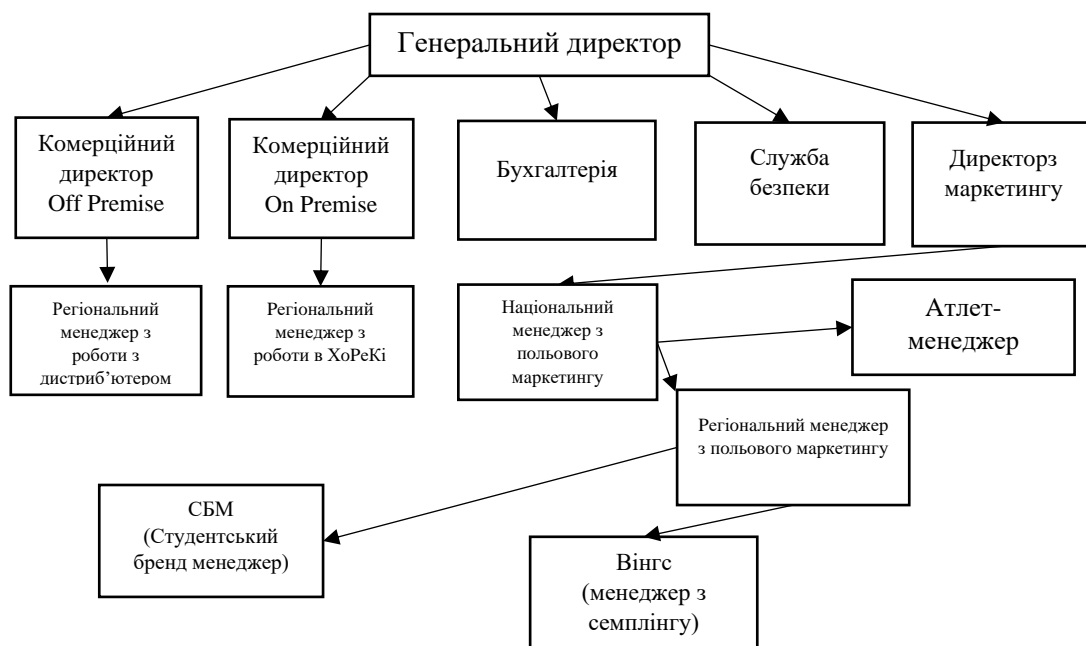 Генеральний директор
Комерційний
директор
Off Premise
Комерційний
директор
On Premise
Бухгалтерія
Служба
безпеки
Директорз
маркетингу
Регіональний
менеджер з
роботи з
дистриб’ютером
Регіональний
менеджер з
роботи в ХоРеКі
Національний
менеджер з
польового
маркетингу
Атлет-
менеджер
Регіональний менеджер
з польового маркетингу
СБМ
(Студентський
бренд менеджер)
Вінгс
(менеджер з
семплінгу)